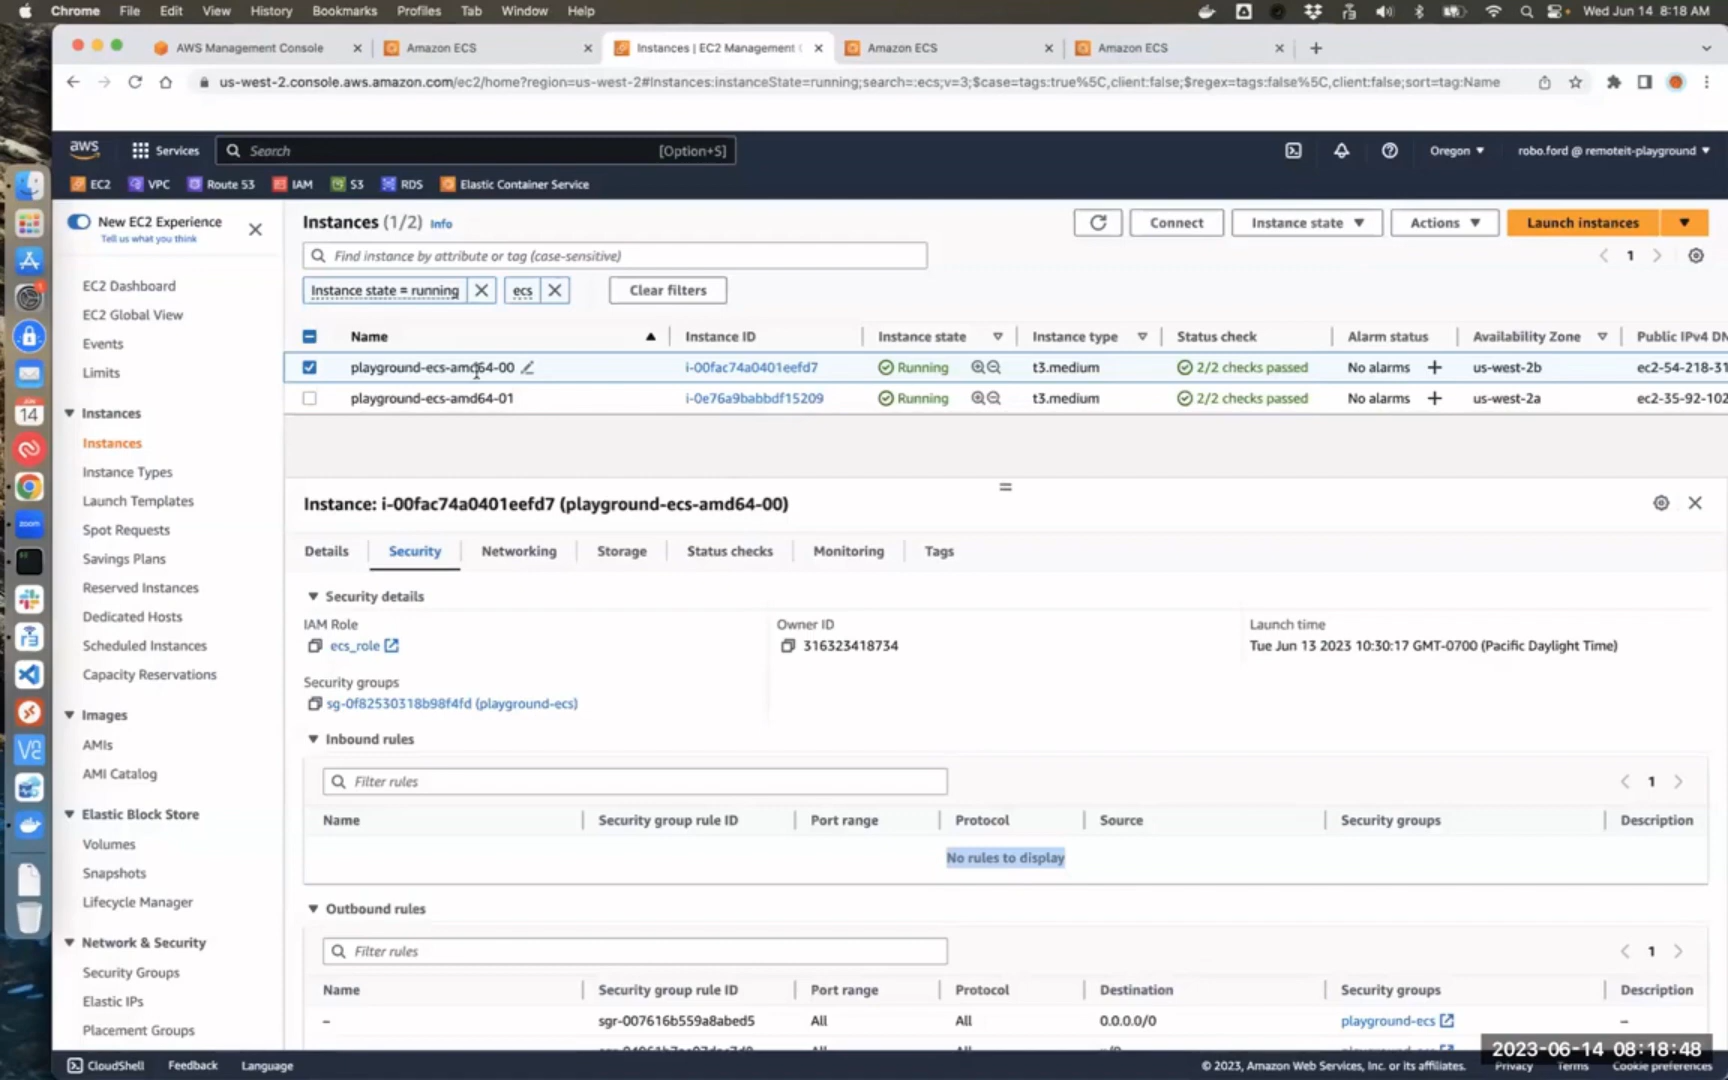 Chrome File Edit View History Bookmarks Profiles Tab Window Help Wed Jun 14 8:18 AM
AWS Management Console Amazon ECS Instances | EC2 Management C Amazon ECS Amazon ECS
us-west-2.console.aws.amazon.com/ec2/home?region=us-west-2#Instances:instanceState=running;search=:ecs;v=3;$case=tags:true%5C,client:false;$regex=tags:false%5C,client:false;sort=tag:Name
aws Services Search [Option+S] Oregon robo.ford @ remoteit-playground
EC2 VPC Route 53 IAM S3 RDS Elastic Container Service
New EC2 Experience
Tell us what you think
EC2 Dashboard
EC2 Global View
Events
Limits
Instances
Instances
Instance Types
Launch Templates
Spot Requests
Savings Plans
Reserved Instances
Dedicated Hosts
Scheduled Instances
Capacity Reservations
Images
AMIs
AMI Catalog
Elastic Block Store
Volumes
Snapshots
Lifecycle Manager
Network & Security
Security Groups
Elastic IPs
Placement Groups
Instances (1/2) Info Connect Instance state Actions Launch instances
Find instance by attribute or tag (case-sensitive) 1
Instance state = running ecs Clear filters
Name Instance ID Instance state Instance type Status check Alarm status Availability Zone Public IPv4 DN
playground-ecs-amd64-00 i-00fac74a0401eefd7 Running t3.medium 2/2 checks passed No alarms us-west-2b ec2-54-218-31
playground-ecs-amd64-01 i-0e76a9babbdf15209 Running t3.medium 2/2 checks passed No alarms us-west-2a ec2-35-92-102
Instance: i-00fac74a0401eefd7 (playground-ecs-amd64-00)
Details Security Networking Storage Status checks Monitoring Tags
Security details
IAM Role Owner ID Launch time
ecs_role 316323418734 Tue Jun 13 2023 10:30:17 GMT-0700 (Pacific Daylight Time)
Security groups
sg-0f82530318b98f4fd (playground-ecs)
Inbound rules
Filter rules 1
Name Security group rule ID Port range Protocol Source Security groups Description
No rules to display
Outbound rules
Filter rules 1
Name Security group rule ID Port range Protocol Destination Security groups Description
– sgr-007616b559a8abed5 All All 0.0.0.0/0 playground-ecs –
JUN
14
zoom
2023-06-14 08:18:48
CloudShell Feedback Language © 2023, Amazon Web Services, Inc. or its affiliates. Privacy Terms Cookie preferences